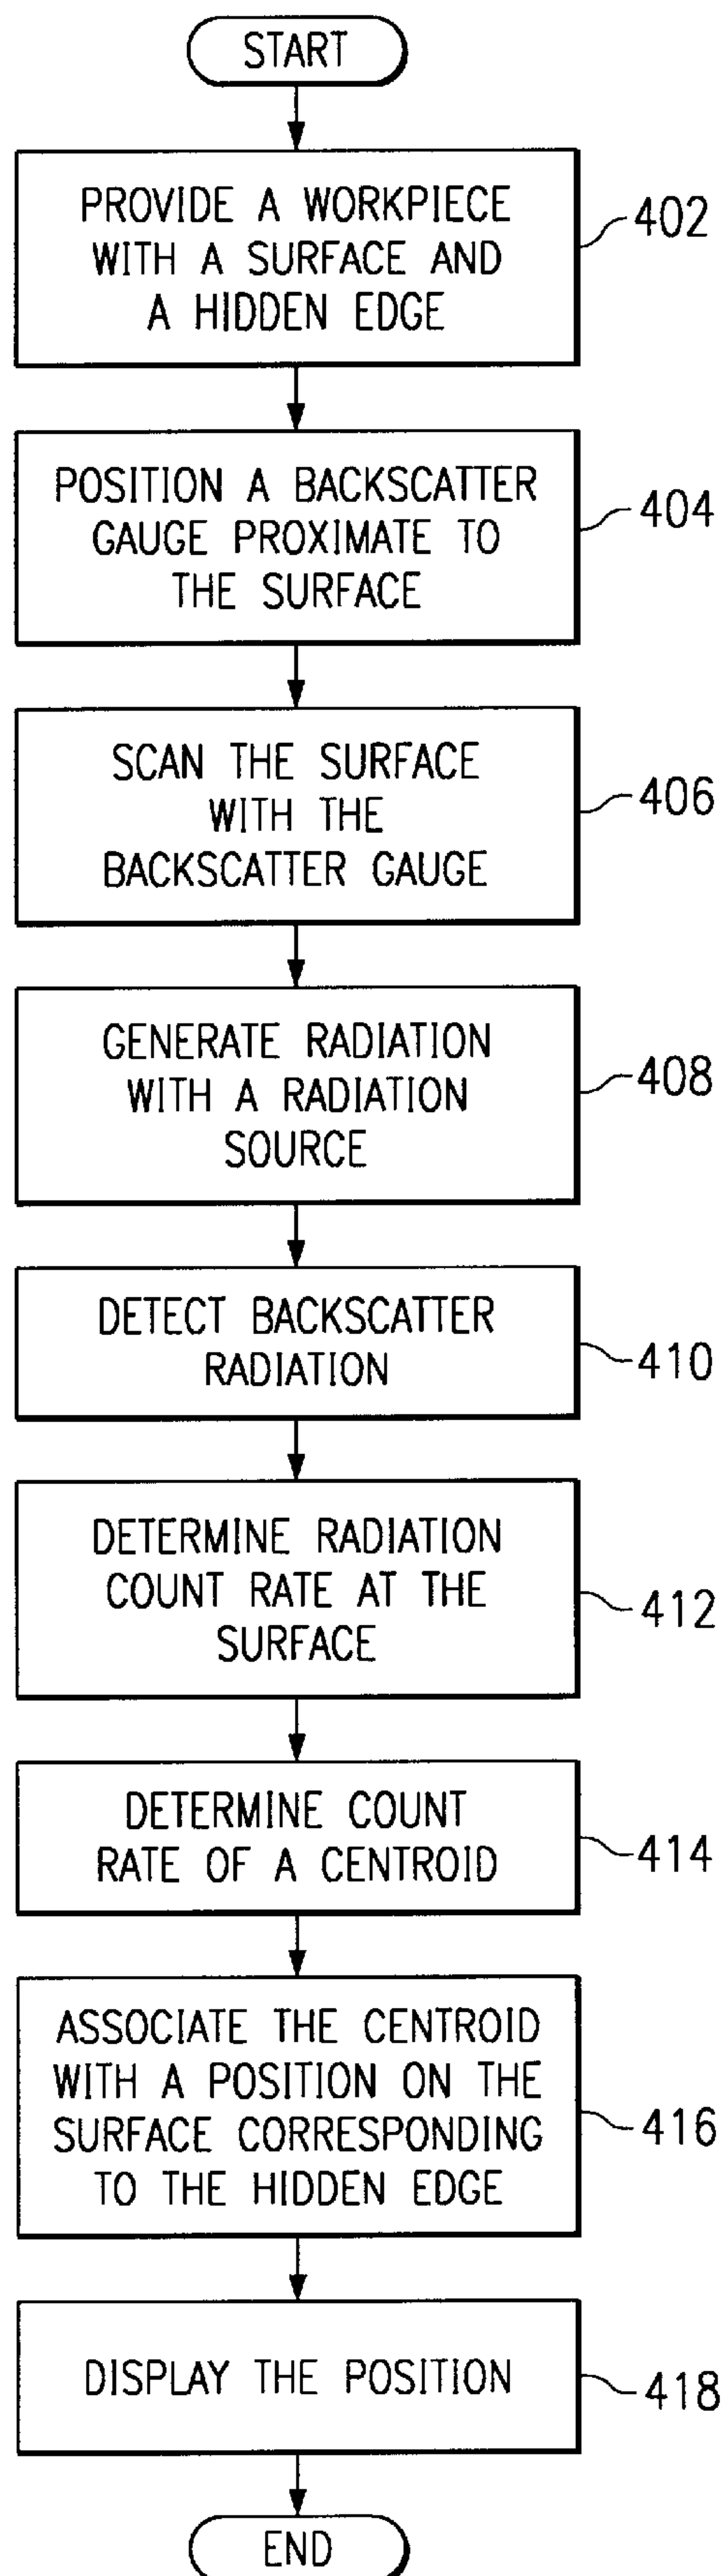 START
PROVIDE A WORKPIECE
WITH A SURFACE AND
A HIDDEN EDGE
402
POSITION A BACKSCATTER
GAUGE PROXIMATE TO
THE SURFACE
404
SCAN THE SURFACE
WITH THE
BACKSCATTER GAUGE
406
GENERATE RADIATION
WITH A RADIATION
SOURCE
408
DETECT BACKSCATTER
RADIATION
410
DETERMINE RADIATION
COUNT RATE AT THE
SURFACE
412
DETERMINE COUNT
RATE OF A CENTROID
414
ASSOCIATE THE CENTROID
WITH A POSITION ON THE
SURFACE CORRESPONDING
TO THE HIDDEN EDGE
416
DISPLAY THE POSITION
418
END